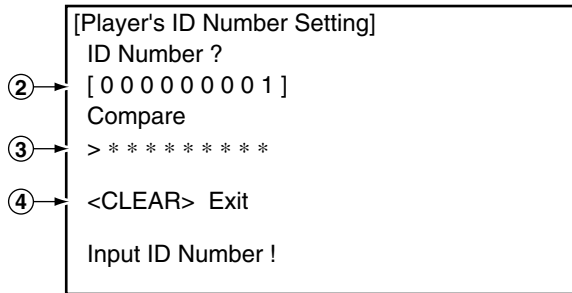 [Player's ID Number Setting]
ID Number ?
② [ 0 0 0 0 0 0 0 0 1 ]
Compare
③ > * * * * * * * * *
④ <CLEAR> Exit
Input ID Number !